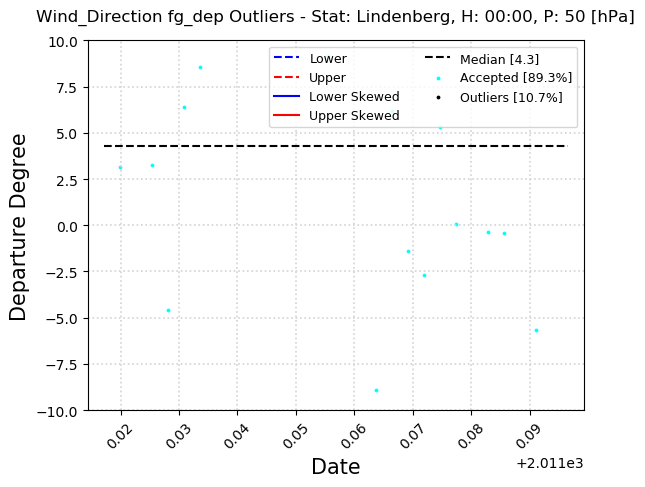 Wind_Direction fg_dep Outliers - Stat: Lindenberg, H: 00:00, P: 50 [hPa]
10.0
7.5
5.0
2.5
0.0
−2.5
−5.0
−7.5
−10.0
Departure Degree
Lower
Upper
Lower Skewed
Upper Skewed
Median [4.3]
Accepted [89.3%]
Outliers [10.7%]
0.02
0.03
0.04
0.05
0.06
0.07
0.08
0.09
+2.011e3
Date